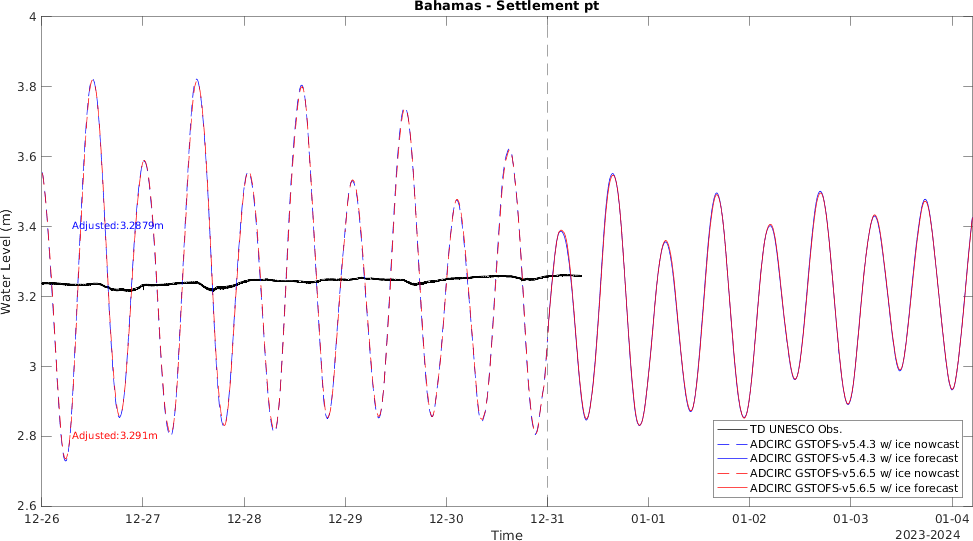 Bahamas - Settlement pt
4
3.8
3.6
3.4
3.2
3
2.8
2.6
Water Level (m)
Adjusted:3.2879m
Adjusted:3.291m
TD UNESCO Obs.
ADCIRC GSTOFS-v5.4.3 w/ ice nowcast
ADCIRC GSTOFS-v5.4.3 w/ ice forecast
ADCIRC GSTOFS-v5.6.5 w/ ice nowcast
ADCIRC GSTOFS-v5.6.5 w/ ice forecast
12-26 12-27 12-28 12-29 12-30 12-31 01-01 01-02 01-03 01-04
Time
2023-2024